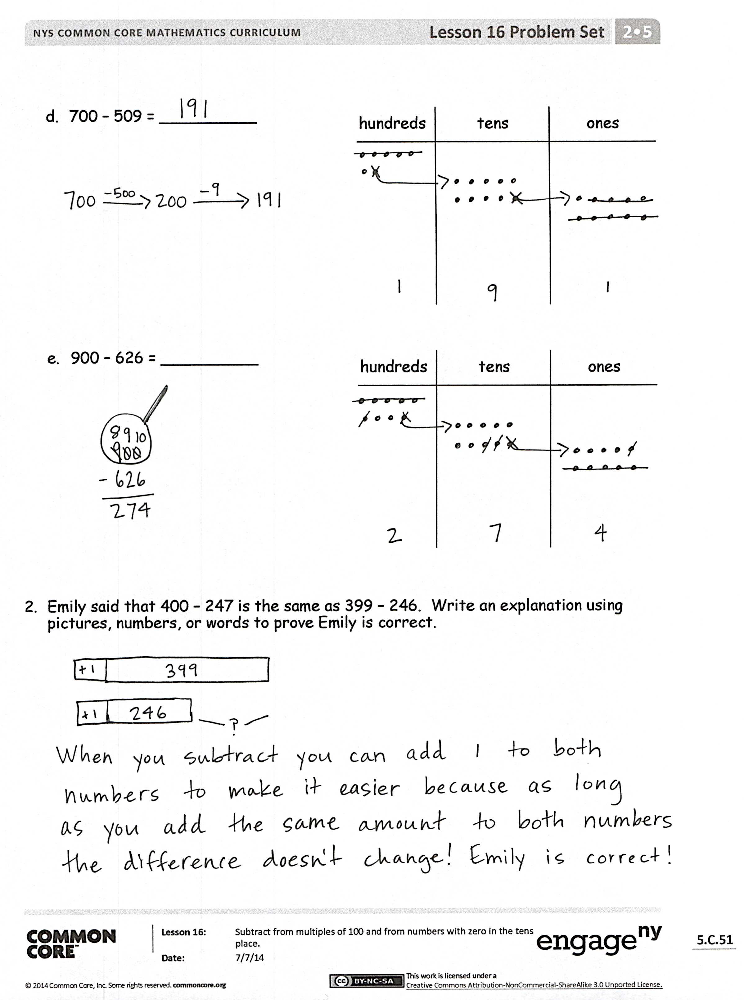 NYS COMMON CORE MATHEMATICS CURRICULUM
Lesson 16 Problem Set 2•5
d. 700 - 509 = 191
700 -500 → 200 -9 → 191
hundreds tens ones
1 9 1
e. 900 - 626 =
8 9 10
900
- 626
274
hundreds tens ones
2 7 4
2. Emily said that 400 - 247 is the same as 399 - 246. Write an explanation using
pictures, numbers, or words to prove Emily is correct.
+1 399
+1 246
?
When you subtract you can add 1 to both
numbers to make it easier because as long
as you add the same amount to both numbers
the difference doesn't change! Emily is correct!
COMMON
CORE™
Lesson 16: Subtract from multiples of 100 and from numbers with zero in the tens
place.
Date: 7/7/14
engage ny
5.C.51
© 2014 Common Core, Inc. Some rights reserved. commoncore.org
cc BY-NC-SA
This work is licensed under a
Creative Commons Attribution-NonCommercial-ShareAlike 3.0 Unported License.